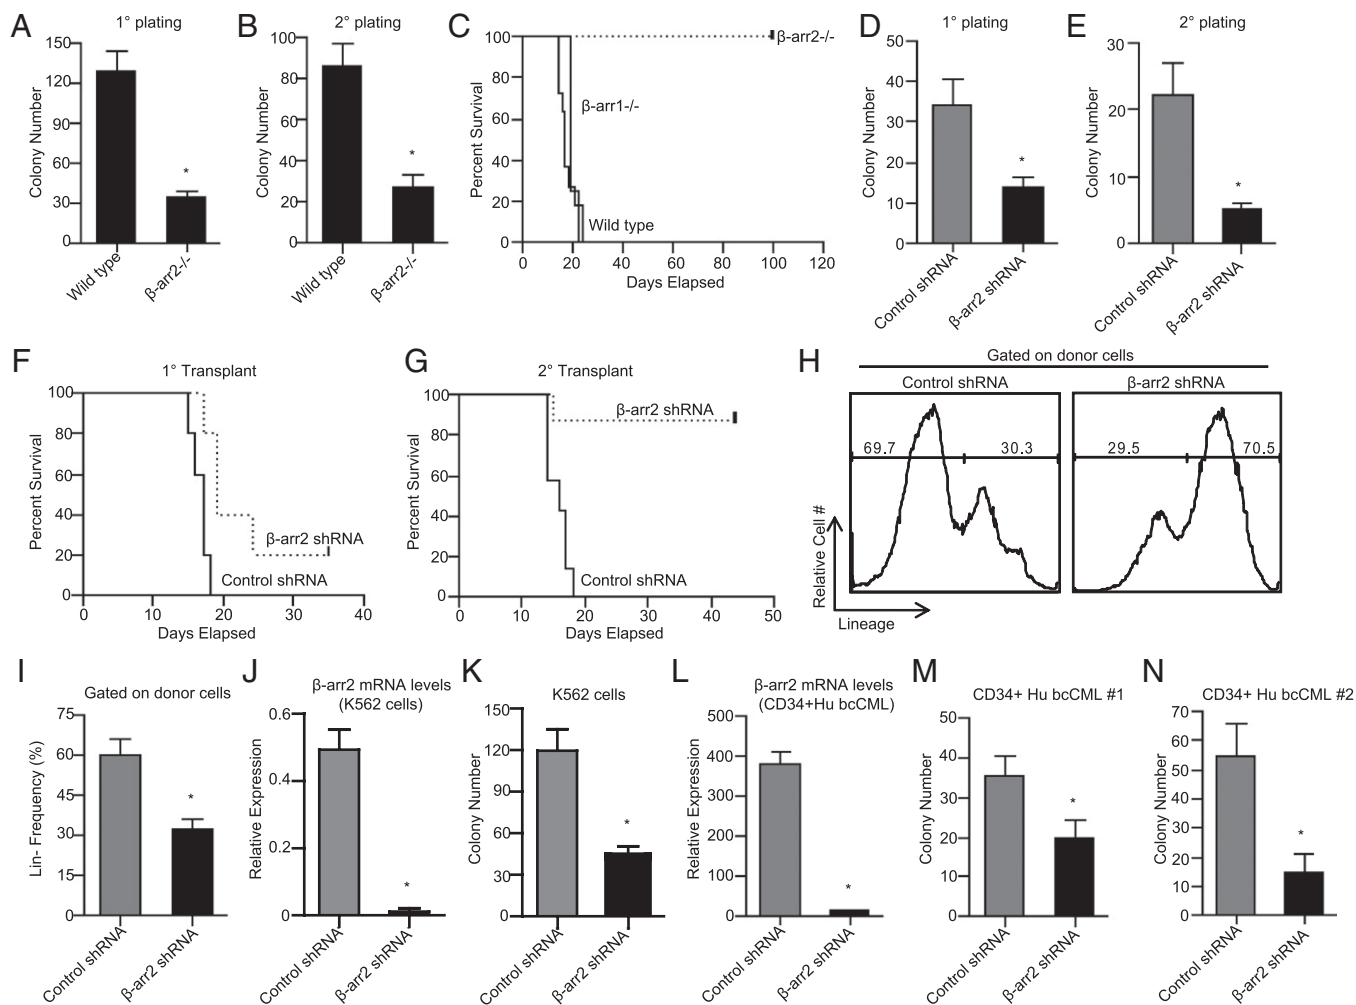 A
1° plating
Colony Number
150
120
90
60
30
0
*
Wild type
β-arr2-/-
B
2° plating
Colony Number
100
80
60
40
20
0
*
Wild type
β-arr2-/-
C
Percent Survival
100
80
60
40
20
0
β-arr2-/-
β-arr1-/-
Wild type
0 20 40 60 80 100 120
Days Elapsed
D
1° plating
Colony Number
50
40
30
20
10
0
*
Control shRNA
β-arr2 shRNA
E
2° plating
Colony Number
30
20
10
0
*
Control shRNA
β-arr2 shRNA
F
1° Transplant
Percent Survival
100
80
60
40
20
0
β-arr2 shRNA
Control shRNA
0 10 20 30 40
Days Elapsed
G
2° Transplant
Percent Survival
100
80
60
40
20
0
β-arr2 shRNA
Control shRNA
0 10 20 30 40 50
Days Elapsed
H
Gated on donor cells
Control shRNA
β-arr2 shRNA
69.7 30.3
29.5 70.5
Relative Cell #
Lineage
I
Gated on donor cells
Lin- Frequency (%)
75
60
45
30
15
0
*
Control shRNA
β-arr2 shRNA
J
β-arr2 mRNA levels
(K562 cells)
Relative Expression
0.6
0.4
0.2
0
*
Control shRNA
β-arr2 shRNA
K
K562 cells
Colony Number
150
120
90
60
30
0
*
Control shRNA
β-arr2 shRNA
L
β-arr2 mRNA levels
(CD34+Hu bcCML)
Relative Expression
500
400
300
200
100
0
*
Control shRNA
β-arr2 shRNA
M
CD34+ Hu bcCML #1
Colony Number
50
40
30
20
10
0
*
Control shRNA
β-arr2 shRNA
N
CD34+ Hu bcCML #2
Colony Number
70
60
50
40
30
20
10
0
*
Control shRNA
β-arr2 shRNA